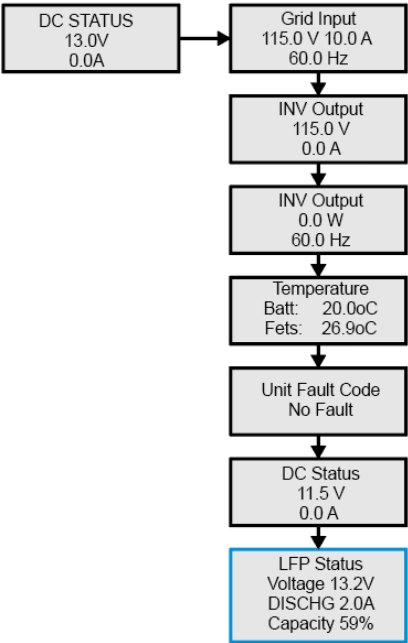 DC STATUS
13.0V
0.0A
Grid Input
115.0 V 10.0 A
60.0 Hz
INV Output
115.0 V
0.0 A
INV Output
0.0 W
60.0 Hz
Temperature
Batt: 20.0oC
Fets: 26.9oC
Unit Fault Code
No Fault
DC Status
11.5 V
0.0 A
LFP Status
Voltage 13.2V
DISCHG 2.0A
Capacity 59%